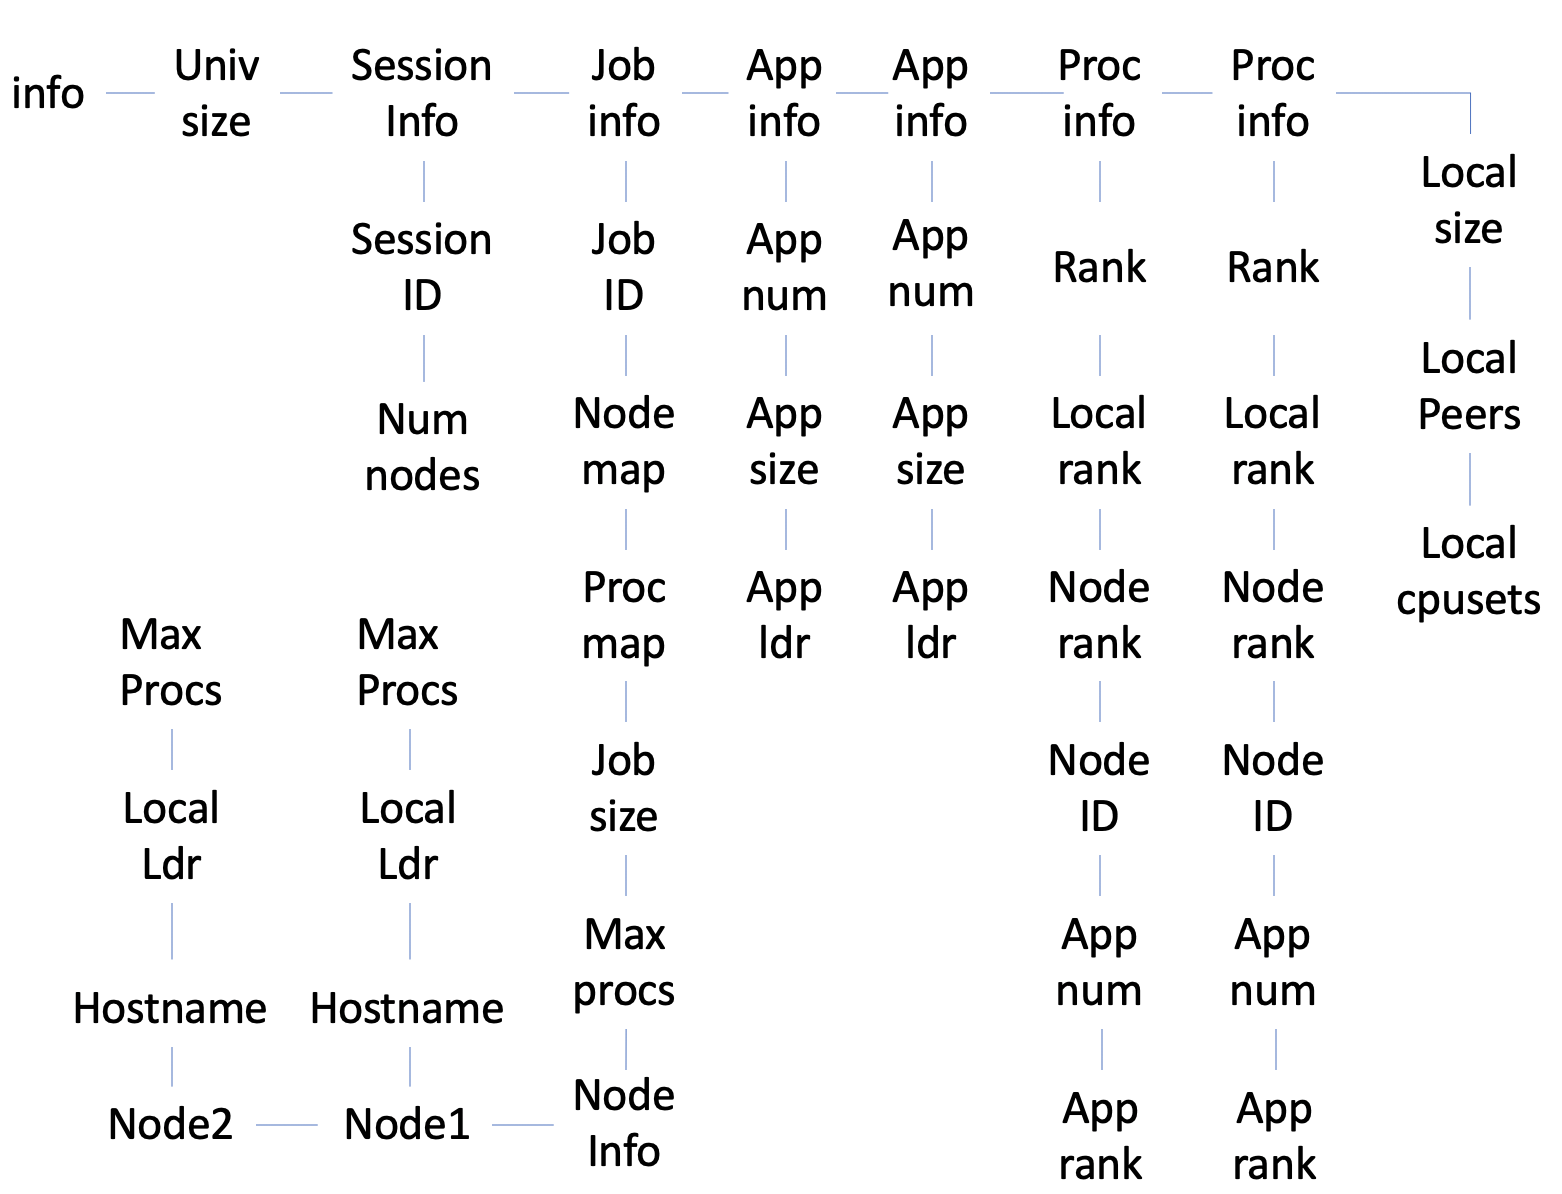 info
Univ
size
Session
Info
Job
info
App
info
App
info
Proc
info
Proc
info
Local
size
Local
Peers
Local
cpusets
Session
ID
Num
nodes
Job
ID
Node
map
Proc
map
Job
size
Max
procs
Node
Info
App
num
App
size
App
ldr
App
num
App
size
App
ldr
Rank
Local
rank
Node
rank
Node
ID
App
num
App
rank
Rank
Local
rank
Node
rank
Node
ID
App
num
App
rank
Max
Procs
Local
Ldr
Hostname
Node2
Max
Procs
Local
Ldr
Hostname
Node1